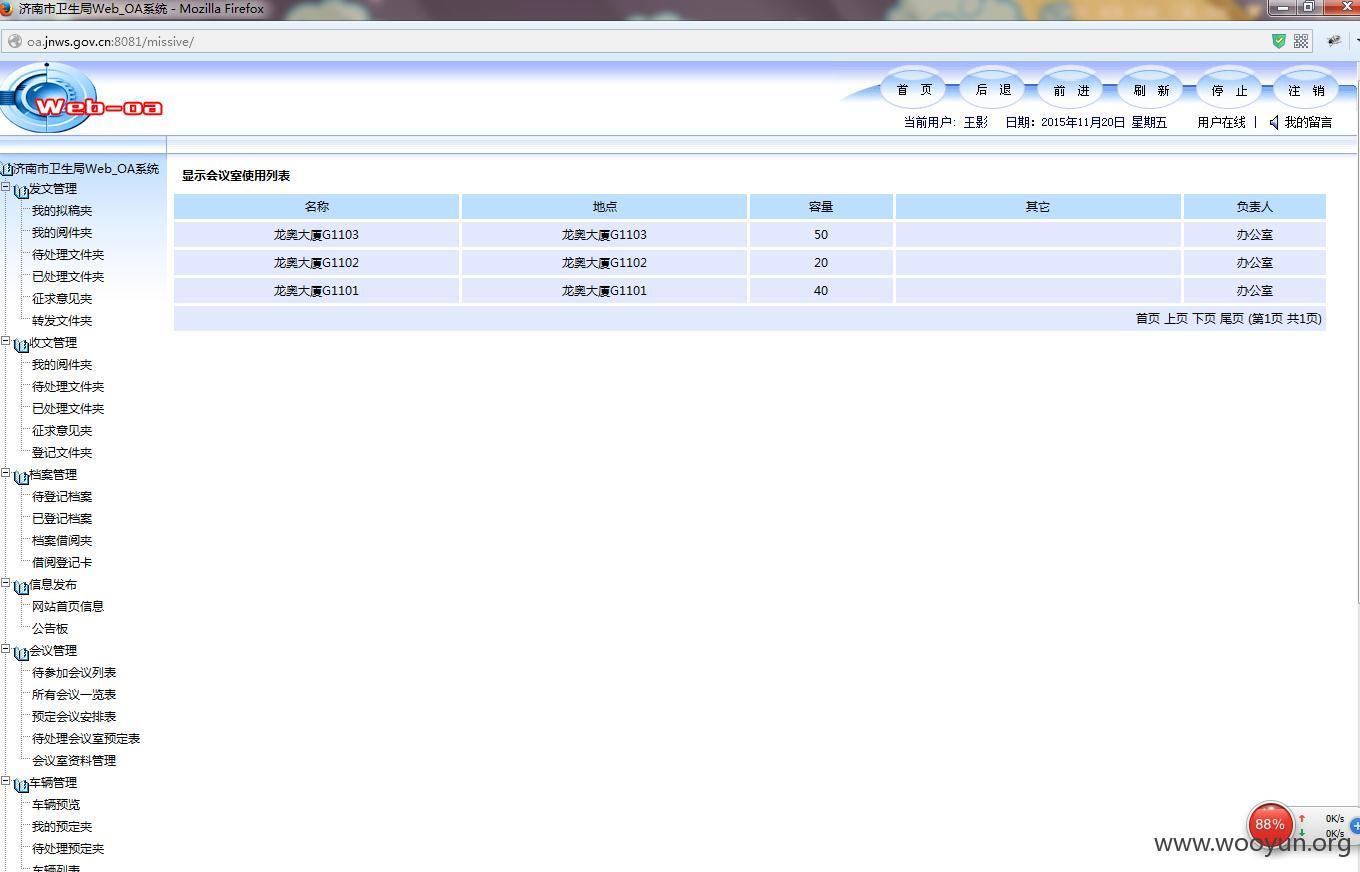 济南市卫生局Web_OA系统 - Mozilla Firefox
oa.jnws.gov.cn:8081/missive/
Web-oa
首 页 后 退 前 进 刷 新 停 止 注 销
当前用户: 王影 日期: 2015年11月20日 星期五 用户在线 | 我的留言
济南市卫生局Web_OA系统
发文管理
我的拟稿夹
我的阅件夹
待处理文件夹
已处理文件夹
征求意见夹
转发文件夹
收文管理
我的阅件夹
待处理文件夹
已处理文件夹
征求意见夹
登记文件夹
档案管理
待登记档案
已登记档案
档案借阅夹
借阅登记卡
信息发布
网站首页信息
公告板
会议管理
待参加会议列表
所有会议一览表
预定会议安排表
待处理会议室预定表
会议室资料管理
车辆管理
车辆预览
我的预定夹
待处理预定夹
车辆列表
显示会议室使用列表
名称 地点 容量 其它 负责人
龙奥大厦G1103 龙奥大厦G1103 50 办公室
龙奥大厦G1102 龙奥大厦G1102 20 办公室
龙奥大厦G1101 龙奥大厦G1101 40 办公室
首页 上页 下页 尾页 (第1页 共1页)
88%
0K/s
0K/s
www.wooyun.org